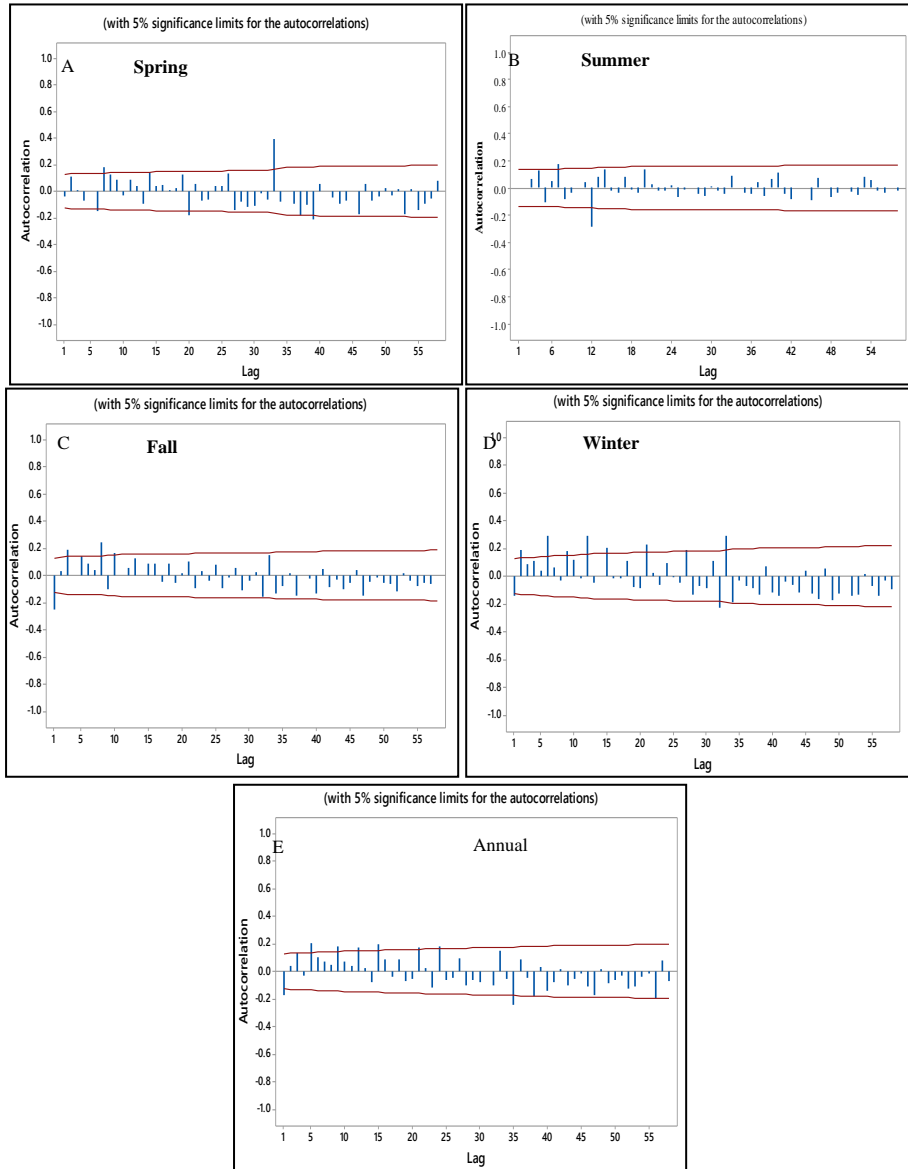 (with 5% significance limits for the autocorrelations)
A
Spring
1.0
0.8
0.6
0.4
0.2
0.0
-0.2
-0.4
-0.6
-0.8
-1.0
Autocorrelation
1 5 10 15 20 25 30 35 40 45 50 55
Lag
(with 5% significance limits for the autocorrelations)
B
Summer
1.0
0.8
0.6
0.4
0.2
0.0
-0.2
-0.4
-0.6
-0.8
-1.0
Autocorrelation
1 6 12 18 24 30 36 42 48 54
Lag
(with 5% significance limits for the autocorrelations)
C
Fall
1.0
0.8
0.6
0.4
0.2
0.0
-0.2
-0.4
-0.6
-0.8
-1.0
Autocorrelation
1 5 10 15 20 25 30 35 40 45 50 55
Lag
(with 5% significance limits for the autocorrelations)
D
Winter
1.0
0.8
0.6
0.4
0.2
0.0
-0.2
-0.4
-0.6
-0.8
-1.0
Autocorrelation
1 5 10 15 20 25 30 35 40 45 50 55
Lag
(with 5% significance limits for the autocorrelations)
E
Annual
1.0
0.8
0.6
0.4
0.2
0.0
-0.2
-0.4
-0.6
-0.8
-1.0
Autocorrelation
1 5 10 15 20 25 30 35 40 45 50 55
Lag